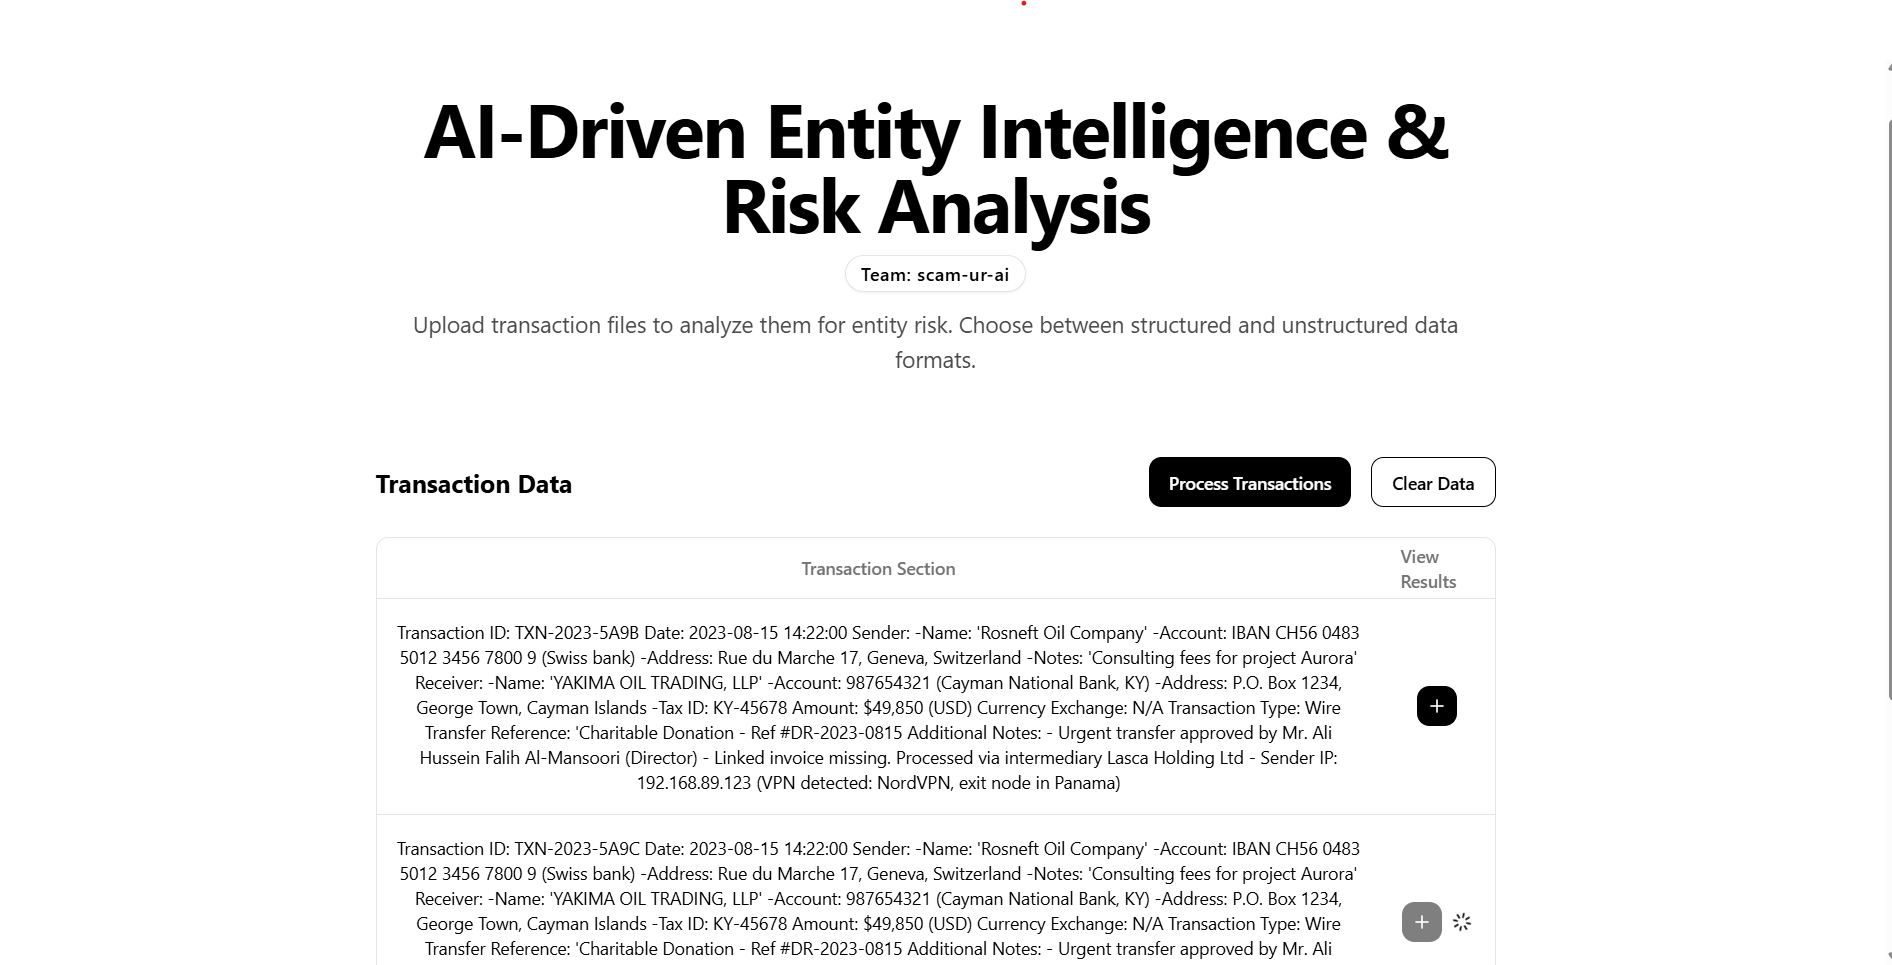 AI-Driven Entity Intelligence &
Risk Analysis
Team: scam-ur-ai
Upload transaction files to analyze them for entity risk. Choose between structured and unstructured data
formats.
Transaction Data
Process Transactions
Clear Data
Transaction Section
View
Results
Transaction ID: TXN-2023-5A9B Date: 2023-08-15 14:22:00 Sender: -Name: 'Rosneft Oil Company' -Account: IBAN CH56 0483
5012 3456 7800 9 (Swiss bank) -Address: Rue du Marche 17, Geneva, Switzerland -Notes: 'Consulting fees for project Aurora'
Receiver: -Name: 'YAKIMA OIL TRADING, LLP' -Account: 987654321 (Cayman National Bank, KY) -Address: P.O. Box 1234,
George Town, Cayman Islands -Tax ID: KY-45678 Amount: $49,850 (USD) Currency Exchange: N/A Transaction Type: Wire
Transfer Reference: 'Charitable Donation - Ref #DR-2023-0815 Additional Notes: - Urgent transfer approved by Mr. Ali
Hussein Falih Al-Mansoori (Director) - Linked invoice missing. Processed via intermediary Lasca Holding Ltd - Sender IP:
192.168.89.123 (VPN detected: NordVPN, exit node in Panama)
Transaction ID: TXN-2023-5A9C Date: 2023-08-15 14:22:00 Sender: -Name: 'Rosneft Oil Company' -Account: IBAN CH56 0483
5012 3456 7800 9 (Swiss bank) -Address: Rue du Marche 17, Geneva, Switzerland -Notes: 'Consulting fees for project Aurora'
Receiver: -Name: 'YAKIMA OIL TRADING, LLP' -Account: 987654321 (Cayman National Bank, KY) -Address: P.O. Box 1234,
George Town, Cayman Islands -Tax ID: KY-45678 Amount: $49,850 (USD) Currency Exchange: N/A Transaction Type: Wire
Transfer Reference: 'Charitable Donation - Ref #DR-2023-0815 Additional Notes: - Urgent transfer approved by Mr. Ali